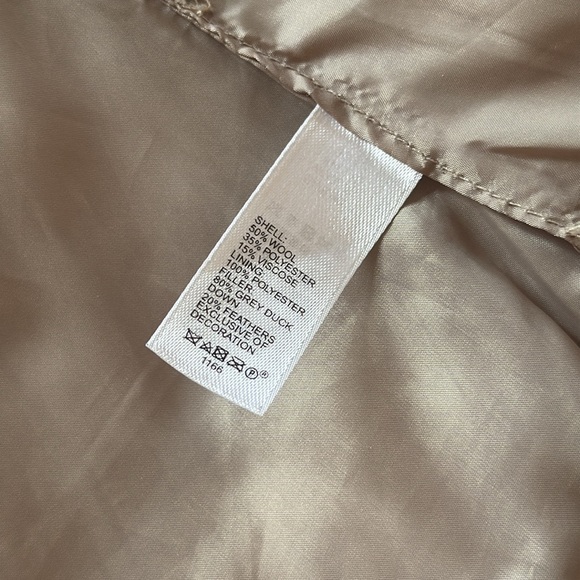 SHELL:
50% WOOL
35% POLYESTER
15% VISCOSE
LINING:
100% POLYESTER
FILLER
80% GREY DUCK
DOWN
20% FEATHERS
EXCLUSIVE OF
DECORATION
P®
1166